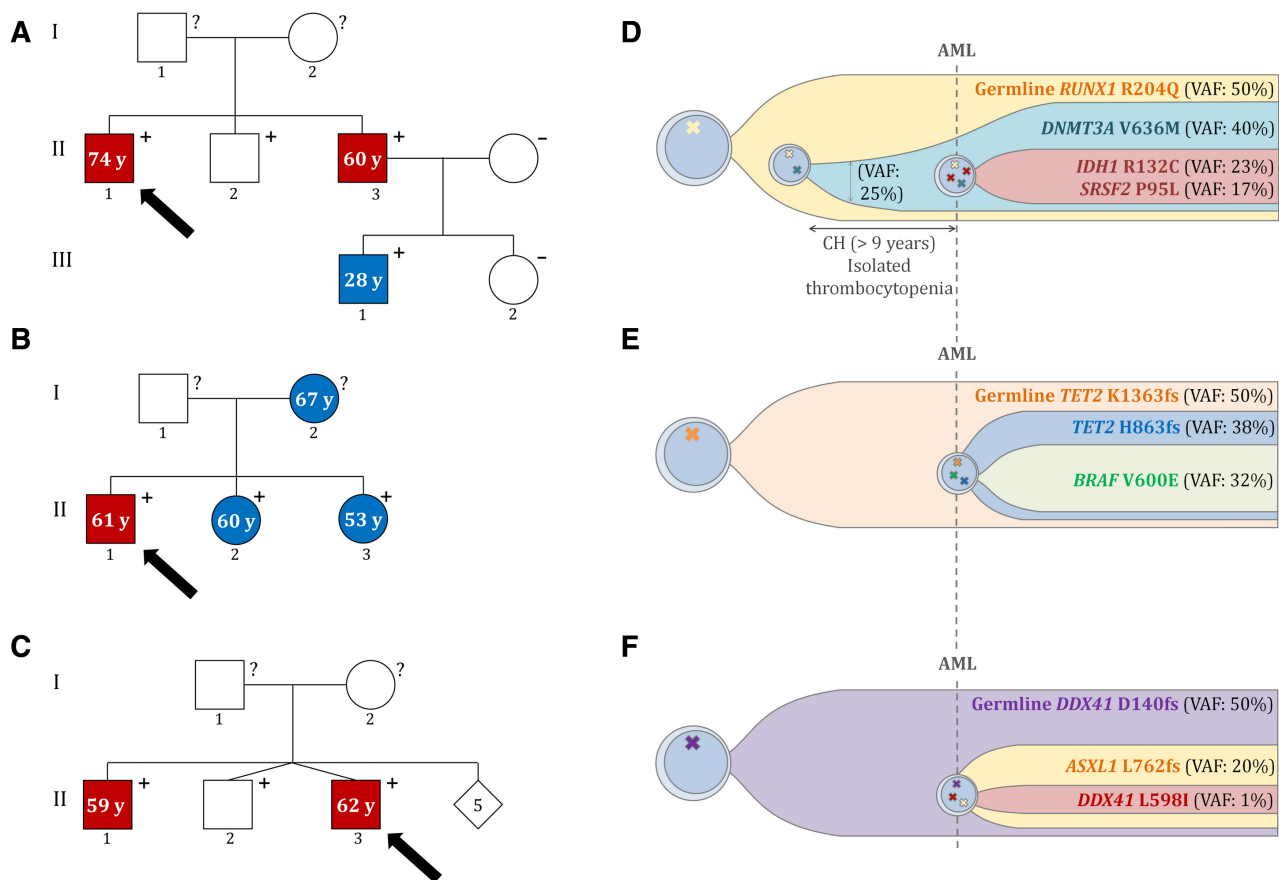 A
I
?
?
1
2
II
74 y
+
+
60 y
+
−
1
2
3
III
28 y
+
−
1
2
B
I
?
67 y
?
1
2
II
61 y
+
60 y
+
53 y
+
1
2
3
C
I
?
?
1
2
II
59 y
+
+
62 y
+
5
1
2
3
D
AML
Germline RUNX1 R204Q (VAF: 50%)
DNMT3A V636M (VAF: 40%)
(VAF:
25%)
IDH1 R132C (VAF: 23%)
SRSF2 P95L (VAF: 17%)
CH (> 9 years)
Isolated
thrombocytopenia
E
AML
Germline TET2 K1363fs (VAF: 50%)
TET2 H863fs (VAF: 38%)
BRAF V600E (VAF: 32%)
F
AML
Germline DDX41 D140fs (VAF: 50%)
ASXL1 L762fs (VAF: 20%)
DDX41 L598I (VAF: 1%)